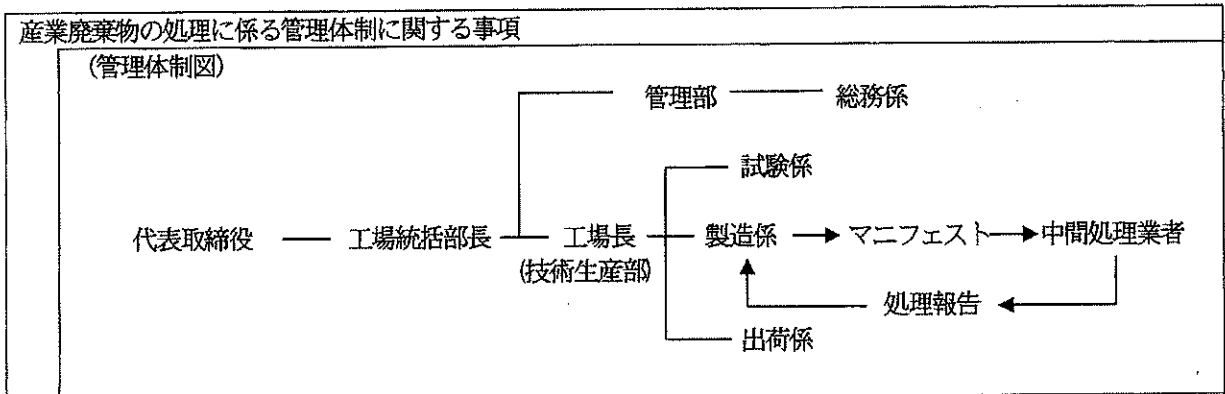 産業廃棄物の処理に係る管理体制に関する事項
(管理体制図)
管理部 総務係
試験係
代表取締役 工場統括部長 工場長 製造係 マニフェスト 中間処理業者
(技術生産部)
処理報告
出荷係